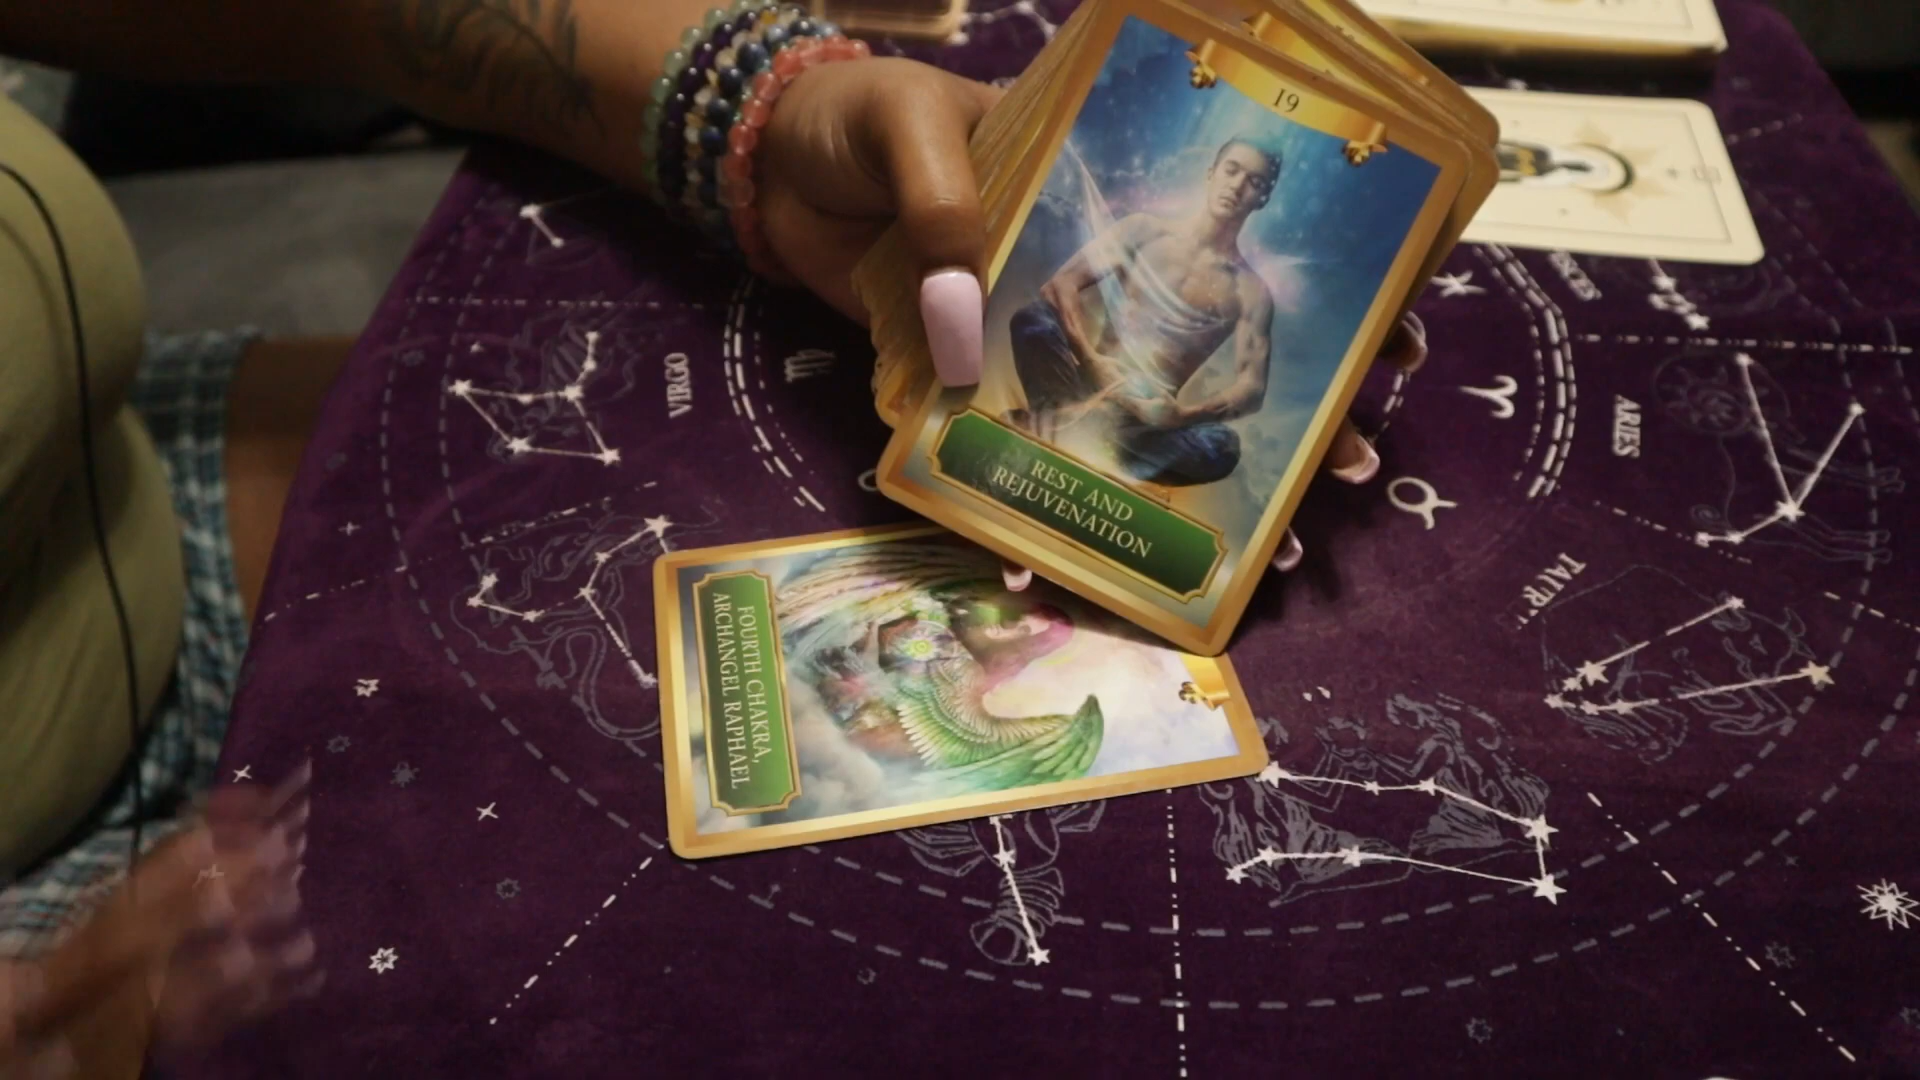 19
REST AND
REJUVENATION
FOURTH CHAKRA,
ARCHANGEL RAPHAEL
VIRGO
ARIES